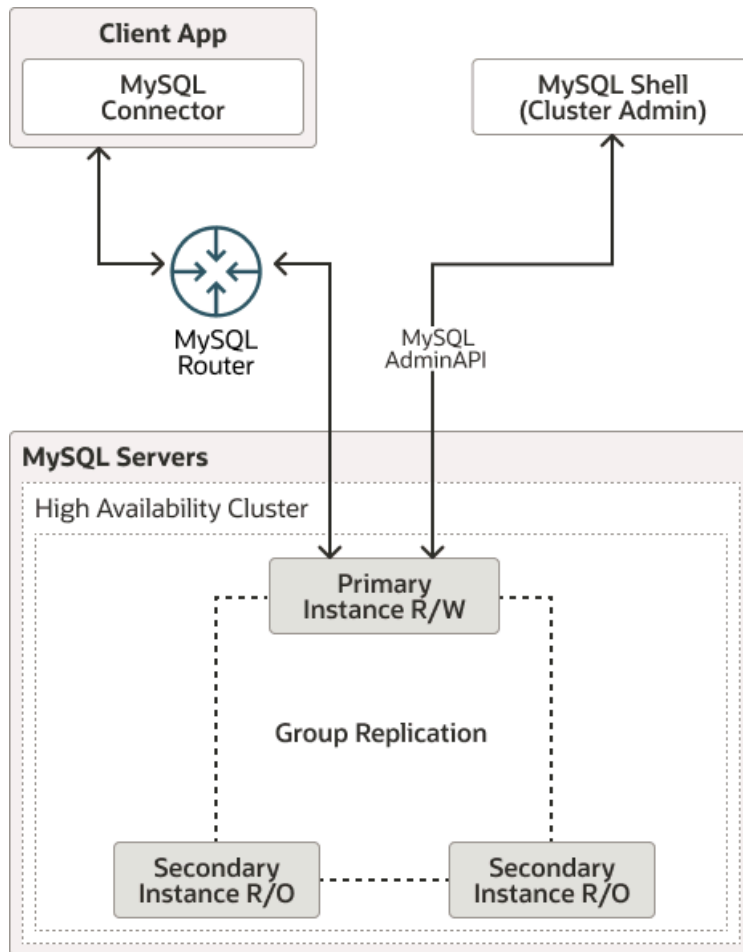 Client App
MySQL
Connector
MySQL Shell
(Cluster Admin)
MySQL
Router
MySQL
AdminAPI
MySQL Servers
High Availability Cluster
Primary
Instance R/W
Group Replication
Secondary
Instance R/O
Secondary
Instance R/O